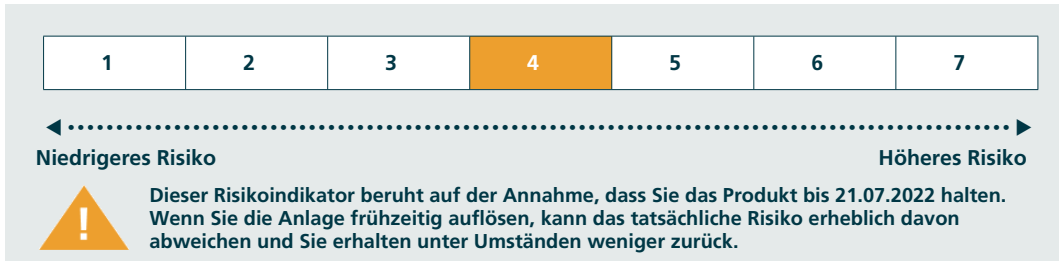 1 2 3 4 5 6 7
Niedrigeres Risiko Höheres Risiko
Dieser Risikoindikator beruht auf der Annahme, dass Sie das Produkt bis 21.07.2022 halten.
Wenn Sie die Anlage frühzeitig auflösen, kann das tatsächliche Risiko erheblich davon
abweichen und Sie erhalten unter Umständen weniger zurück.